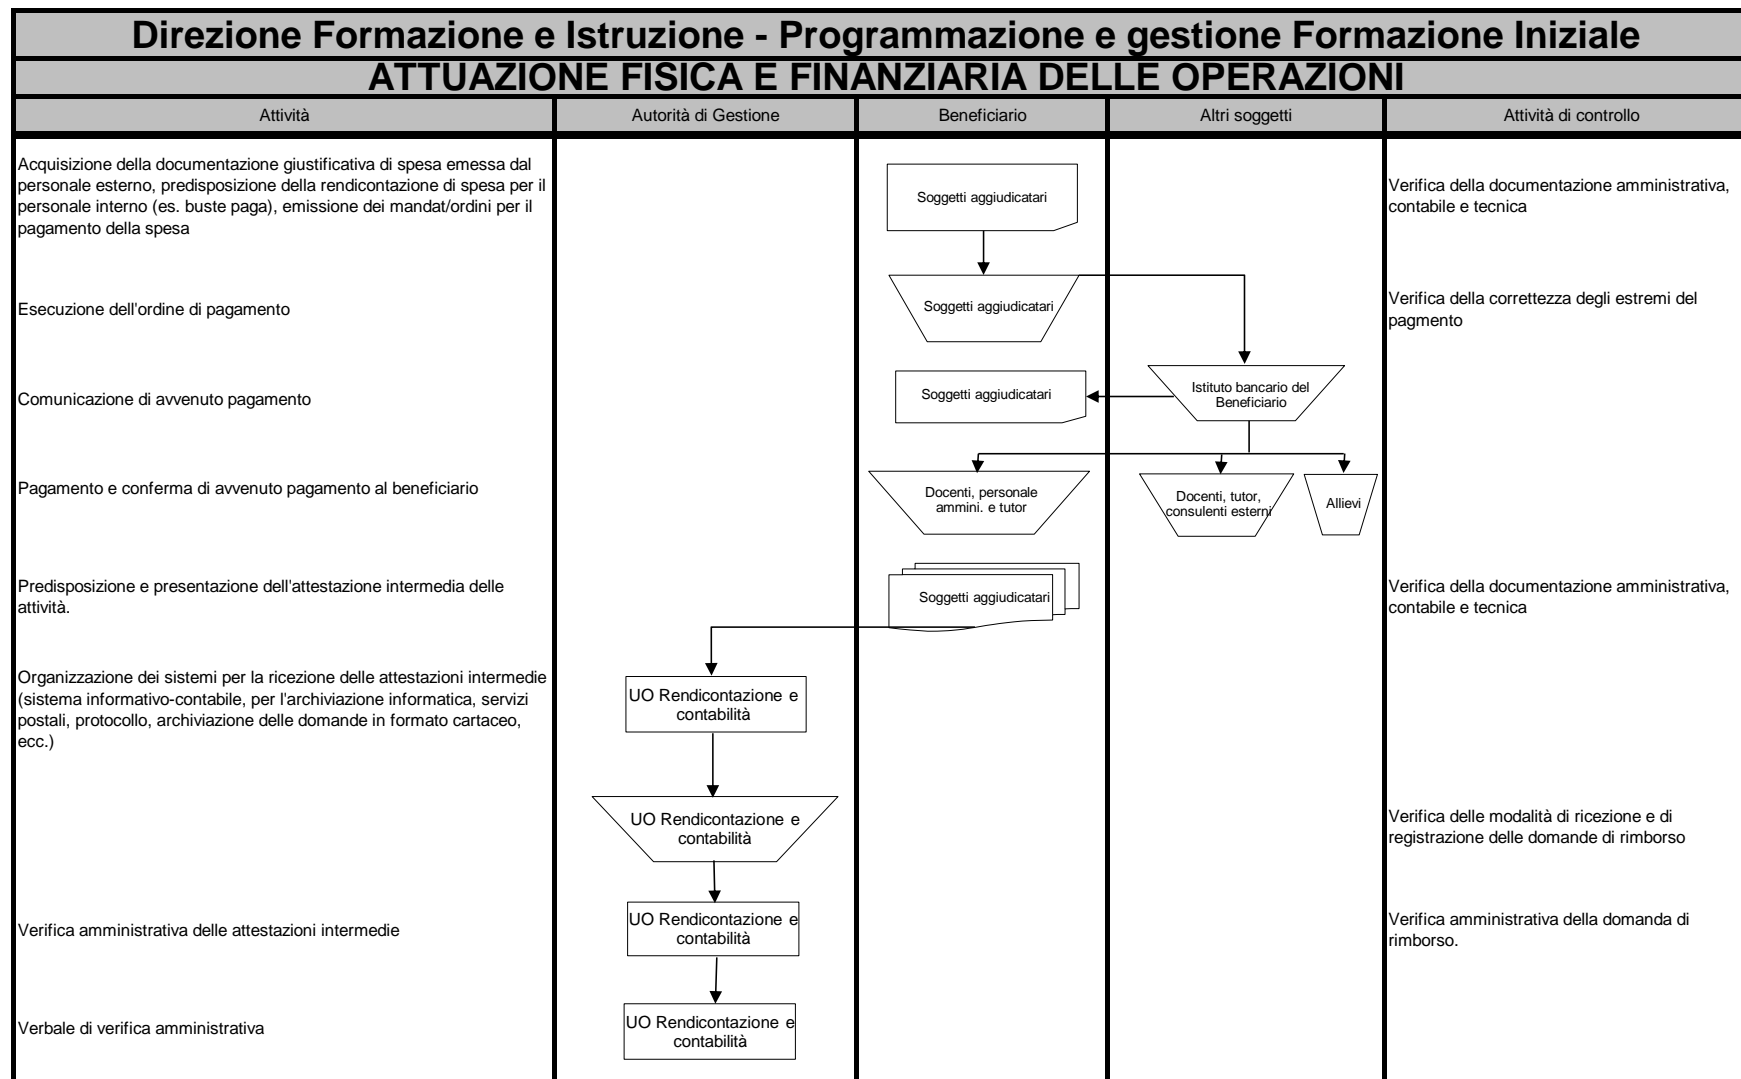 Direzione Formazione e Istruzione - Programmazione e gestione Formazione Iniziale
ATTUAZIONE FISICA E FINANZIARIA DELLE OPERAZIONI
Attività
Autorità di Gestione
Beneficiario
Altri soggetti
Attività di controllo
Acquisizione della documentazione giustificativa di spesa emessa dal
personale esterno, predisposizione della rendicontazione di spesa per il
personale interno (es. buste paga), emissione dei mandat/ordini per il
pagamento della spesa
Soggetti aggiudicatari
Verifica della documentazione amministrativa,
contabile e tecnica
Esecuzione dell'ordine di pagamento
Soggetti aggiudicatari
Verifica della correttezza degli estremi del
pagmento
Comunicazione di avvenuto pagamento
Soggetti aggiudicatari
Istituto bancario del
Beneficiario
Pagamento e conferma di avvenuto pagamento al beneficiario
Docenti, personale
ammini. e tutor
Docenti, tutor,
consulenti esterni
Allievi
Predisposizione e presentazione dell'attestazione intermedia delle
attività.
Soggetti aggiudicatari
Verifica della documentazione amministrativa,
contabile e tecnica
Organizzazione dei sistemi per la ricezione delle attestazioni intermedie
(sistema informativo-contabile, per l'archiviazione informatica, servizi
postali, protocollo, archiviazione delle domande in formato cartaceo,
ecc.)
UO Rendicontazione e
contabilità
UO Rendicontazione e
contabilità
Verifica delle modalità di ricezione e di
registrazione delle domande di rimborso
Verifica amministrativa delle attestazioni intermedie
UO Rendicontazione e
contabilità
Verifica amministrativa della domanda di
rimborso.
Verbale di verifica amministrativa
UO Rendicontazione e
contabilità